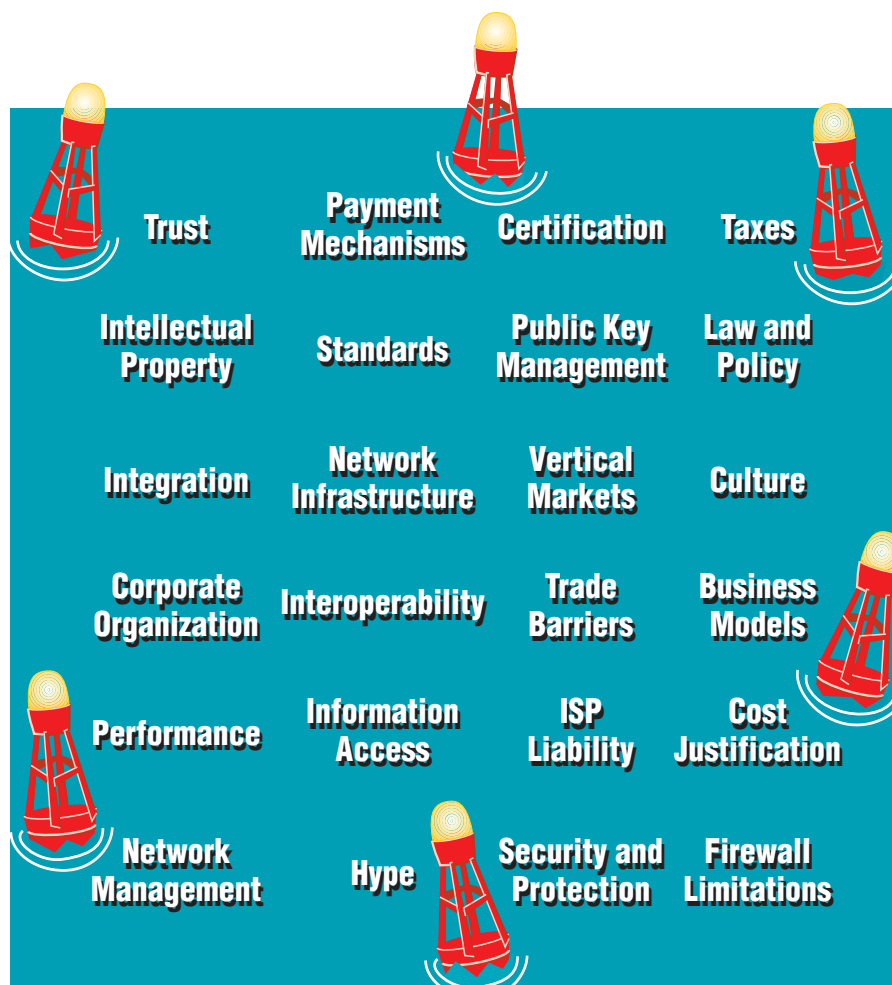 Trust
Payment
Mechanisms
Certification
Taxes
Intellectual
Property
Standards
Public Key
Management
Law and
Policy
Integration
Network
Infrastructure
Vertical
Markets
Culture
Corporate
Organization
Interoperability
Trade
Barriers
Business
Models
Performance
Information
Access
ISP
Liability
Cost
Justification
Network
Management
Hype
Security and
Protection
Firewall
Limitations